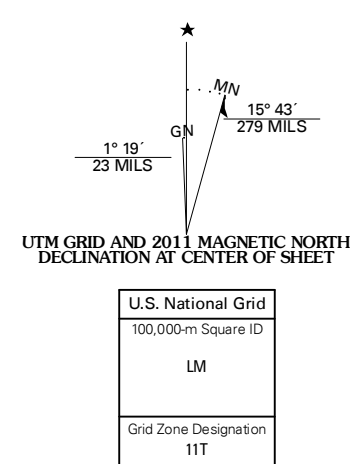 ★
MN
15° 43´
279 MILS
GN
1° 19´
23 MILS
UTM GRID AND 2011 MAGNETIC NORTH
DECLINATION AT CENTER OF SHEET
U.S. National Grid
100,000-m Square ID
LM
Grid Zone Designation
11T